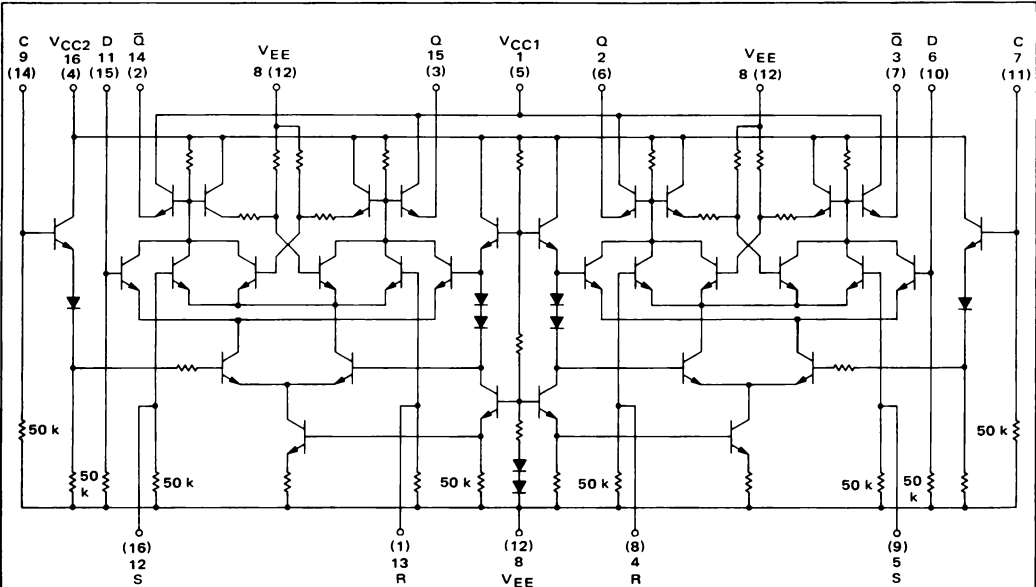 C
9
(14)
VCC2
16
(4)
D
11
(15)
Q̅
14
(2)
VEE
8 (12)
Q
15
(3)
VCC1
1
(5)
Q
2
(6)
VEE
8 (12)
Q̅
3
(7)
D
6
(10)
C
7
(11)
50 k
50 k
50 k
50 k
50 k
50 k
(16)
12
S
(1)
13
R
(12)
8
VEE
(8)
4
R
(9)
5
S